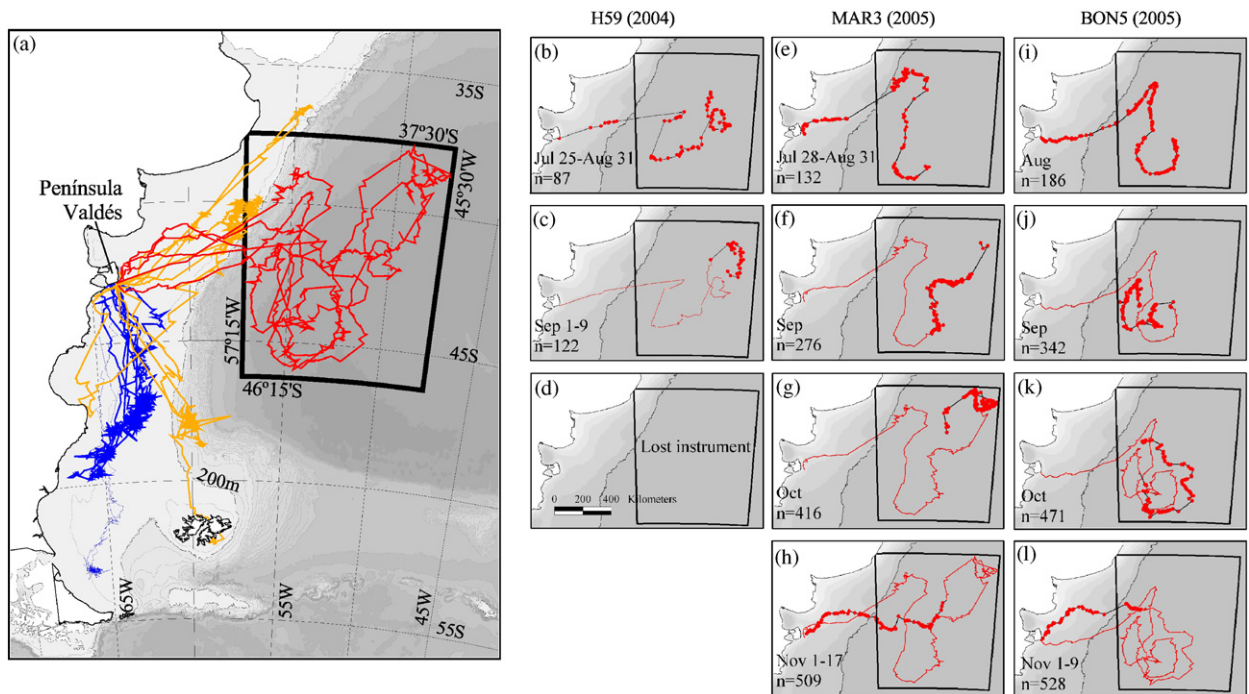 H59 (2004)
MAR3 (2005)
BON5 (2005)
(a)
35S
37º30'S
45º30'W
Península
Valdés
57º15'W
45S
46º15'S
200m
65W
55W
45W
55S
(b)
Jul 25-Aug 31
n=87
(c)
Sep 1-9
n=122
(d)
Lost instrument
0 200 400 Kilometers
(e)
Jul 28-Aug 31
n=132
(f)
Sep
n=276
(g)
Oct
n=416
(h)
Nov 1-17
n=509
(i)
Aug
n=186
(j)
Sep
n=342
(k)
Oct
n=471
(l)
Nov 1-9
n=528